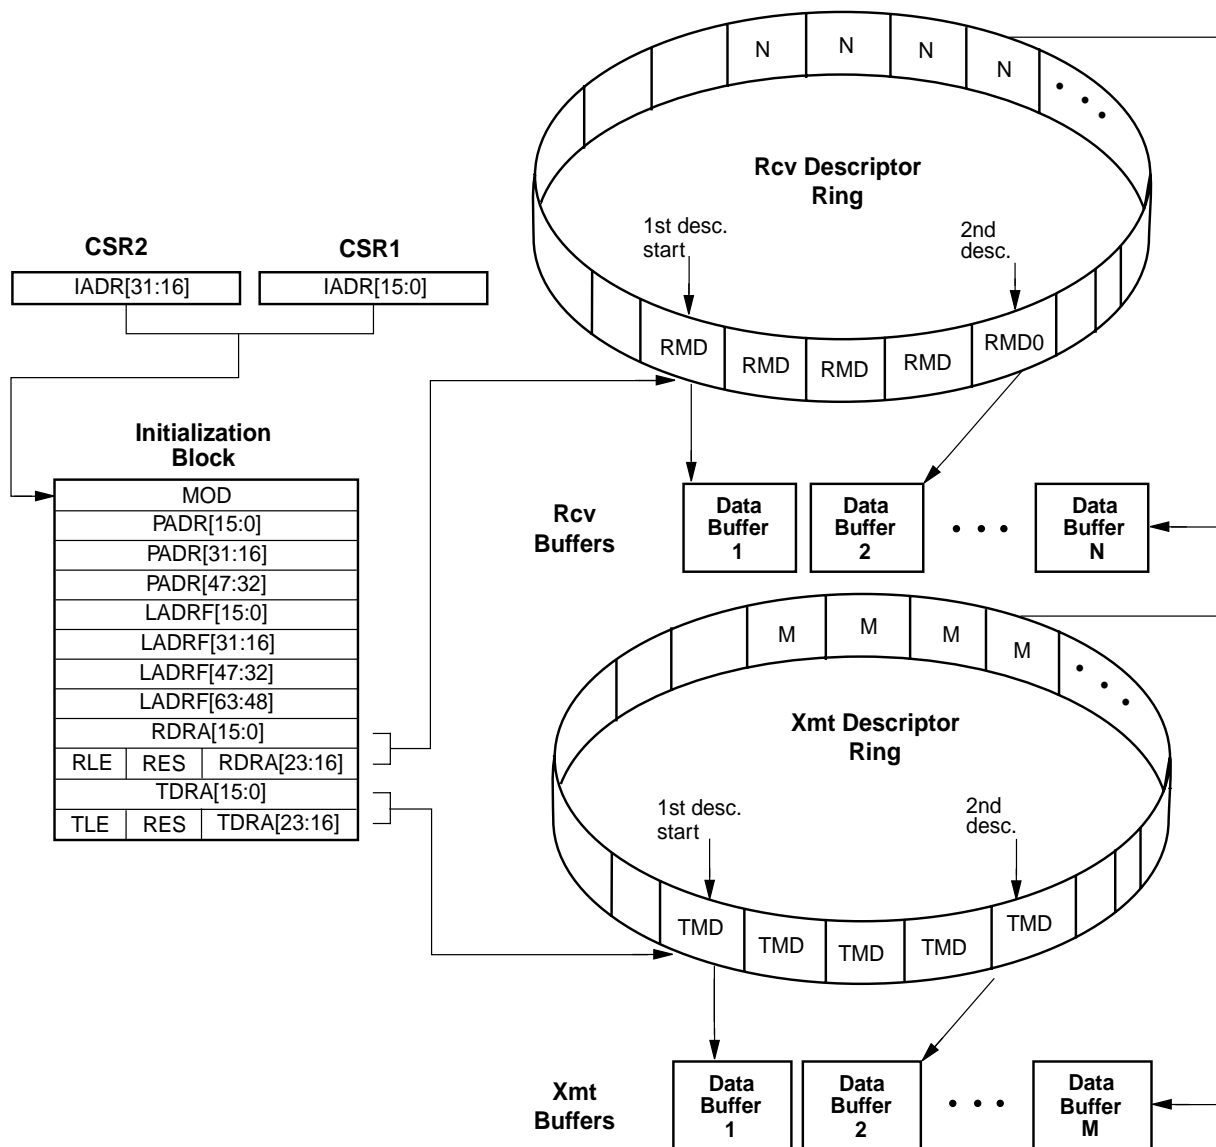 N N N N
Rcv Descriptor
Ring
1st desc.
start
2nd
desc.
CSR2 CSR1
IADR[31:16] IADR[15:0]
RMD RMD RMD RMD RMD0
Initialization
Block
MOD
PADR[15:0]
PADR[31:16]
PADR[47:32]
LADRF[15:0]
LADRF[31:16]
LADRF[47:32]
LADRF[63:48]
RDRA[15:0]
RLE RES RDRA[23:16]
TDRA[15:0]
TLE RES TDRA[23:16]
Rcv
Buffers
Data
Buffer
1
Data
Buffer
2
• • •
Data
Buffer
N
M M M M
Xmt Descriptor
Ring
1st desc.
start
2nd
desc.
TMD TMD TMD TMD TMD
Xmt
Buffers
Data
Buffer
1
Data
Buffer
2
• • •
Data
Buffer
M